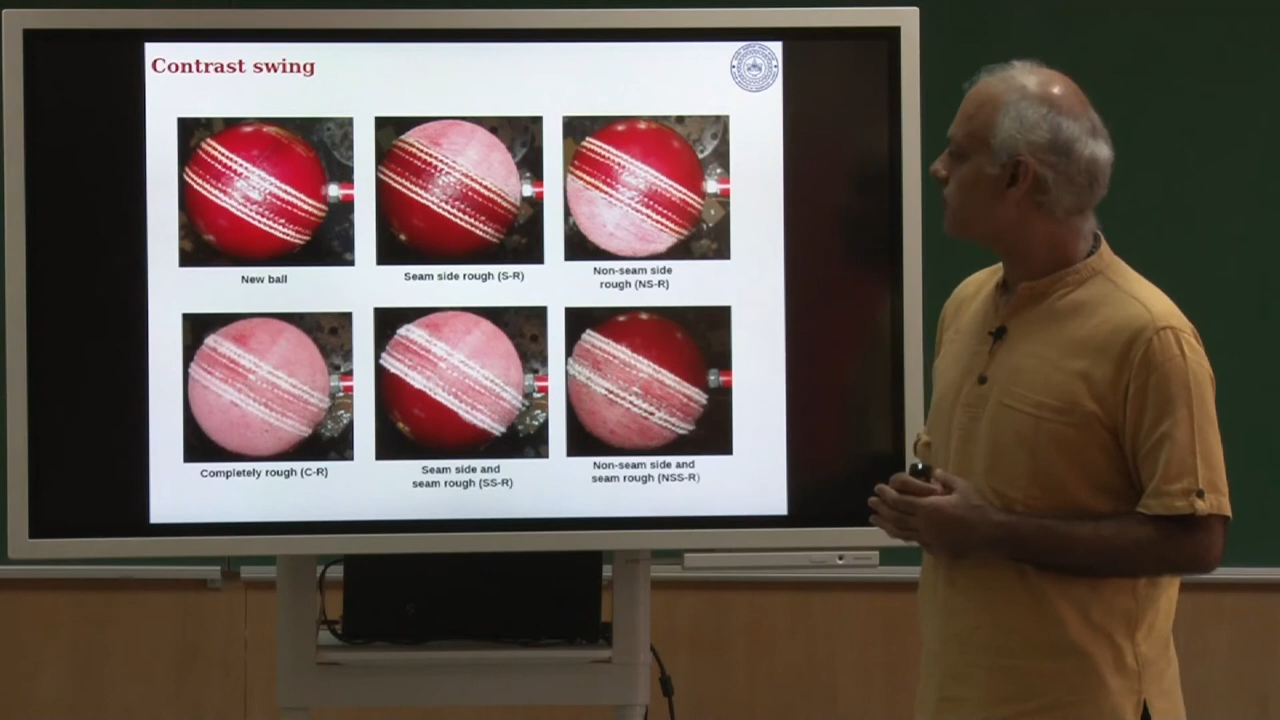 Contrast swing
New ball
Seam side rough (S-R)
Non-seam side
rough (NS-R)
Completely rough (C-R)
Seam side and
seam rough (SS-R)
Non-seam side and
seam rough (NSS-R)